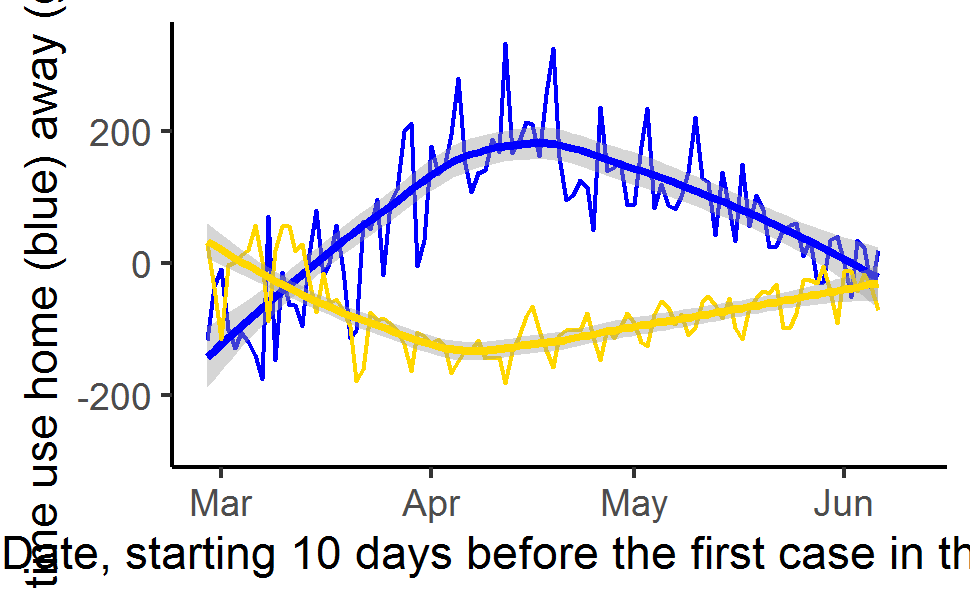 time use home (blue) away (
200
0
-200
Mar Apr May Jun
Date, starting 10 days before the first case in th